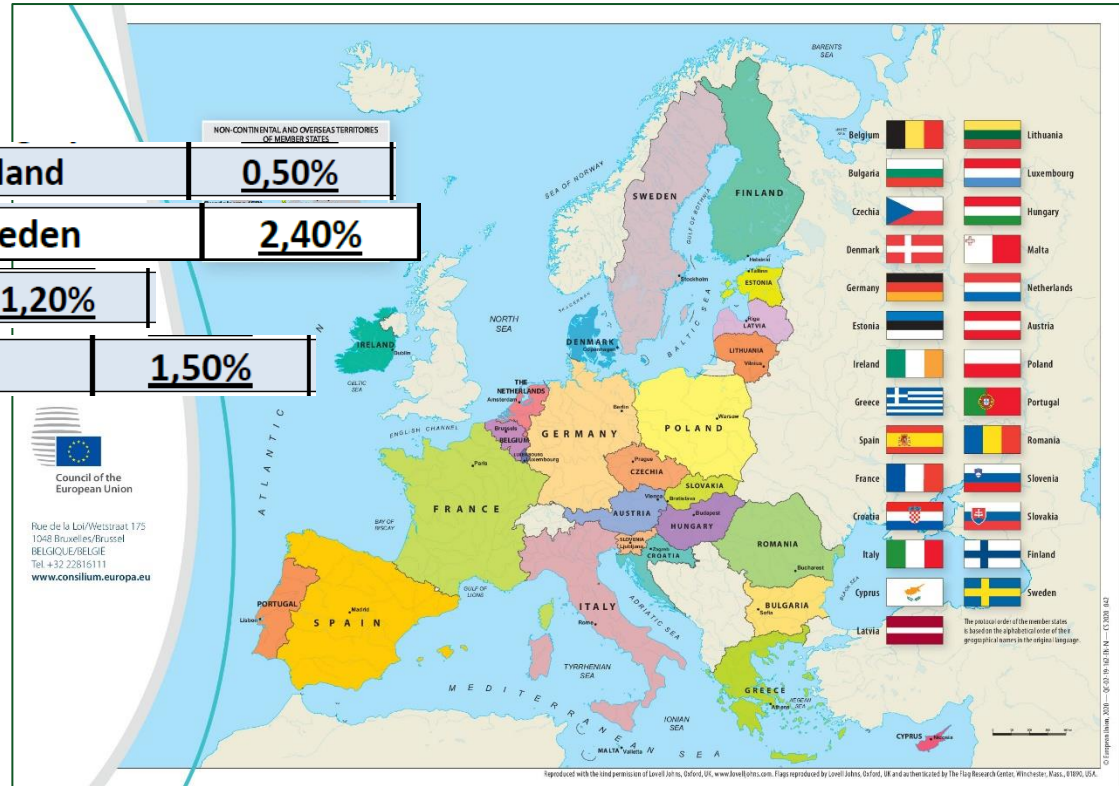 BARENTS
SEA
NON-CONTINENTAL AND OVERSEAS TERRITORIES
OF MEMBER STATES
land 0,50%
eden 2,40%
1,20%
1,50%
SEA OF NORWAY
SWEDEN
FINLAND
GULF OF BOTHNIA
Helsinki
Tallinn
Stockholm
ESTONIA
Riga
LATVIA
BALTIC SEA
LITHUANIA
Vilnius
NORTH
SEA
DENMARK
Copenhagen
IRELAND
Dublin
CELTIC
SEA
ATLANTIC
N
THE
NETHERLANDS
Amsterdam
Berlin
Warsaw
POLAND
GERMANY
ENGLISH CHANNEL
Brussels
BELGIUM
Luxembourg
Paris
Prague
CZECHIA
SLOVAKIA
Vienna
Bratislava
FRANCE
AUSTRIA
Budapest
HUNGARY
BAY OF
BISCAY
SLOVENIA
Ljubljana
Zagreb
CROATIA
ROMANIA
Bucharest
BLACK SEA
GULF OF
LIONS
ITALY
Rome
ADRIATIC SEA
BULGARIA
Sofia
PORTUGAL
Lisbon
Madrid
SPAIN
TYRRHENIAN
SEA
GREECE
Athens
AEGEAN
SEA
MEDITERRANEAN SEA
IONIAN
SEA
MALTA Valletta
CYPRUS Nicosia
Belgium Lithuania
Bulgaria Luxembourg
Czechia Hungary
Denmark Malta
Germany Netherlands
Estonia Austria
Ireland Poland
Greece Portugal
Spain Romania
France Slovenia
Croatia Slovakia
Italy Finland
Cyprus Sweden
Latvia
The protocol order of the member states
is based on the alphabetical order of their
geographical names in the original language.
Council of the
European Union
Rue de la Loi/Wetstraat 175
1048 Bruxelles/Brussel
BELGIQUE/BELGIË
Tel. +32 22816111
www.consilium.europa.eu
Reproduced with the kind permission of Lovell Johns, Oxford, UK, www.lovelljohns.com. Flags reproduced by Lovell Johns, Oxford, UK and authenticated by The Flag Research Center, Winchester, Mass., 01890, USA.